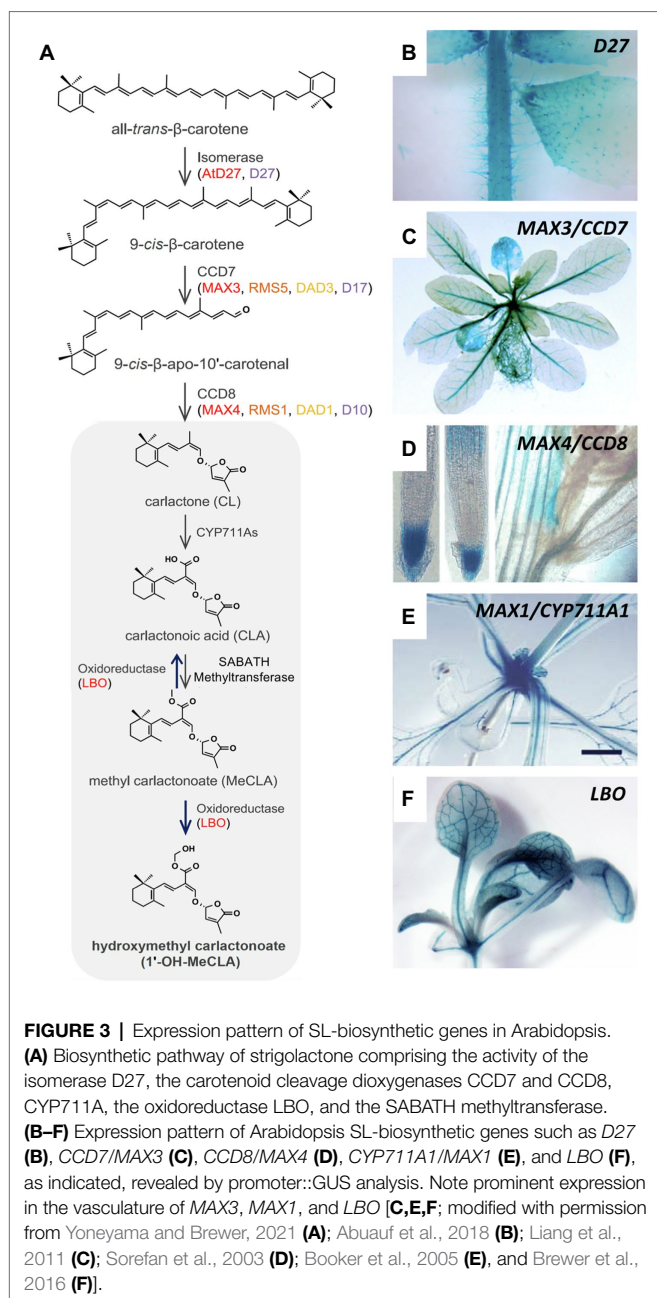 A
all-trans-β-carotene
Isomerase
(AtD27, D27)
9-cis-β-carotene
CCD7
(MAX3, RMS5, DAD3, D17)
O
9-cis-β-apo-10'-carotenal
CCD8
(MAX4, RMS1, DAD1, D10)
O
O
O
carlactone (CL)
CYP711As
HO
O
O
O
O
carlactonoic acid (CLA)
Oxidoreductase
(LBO)
SABATH
Methyltransferase
O
O
O
O
O
methyl carlactonoate (MeCLA)
Oxidoreductase
(LBO)
OH
O
O
O
O
O
hydroxymethyl carlactonoate
(1'-OH-MeCLA)
B
D27
C
MAX3/CCD7
D
MAX4/CCD8
E
MAX1/CYP711A1
F
LBO
FIGURE 3 | Expression pattern of SL-biosynthetic genes in Arabidopsis.
(A) Biosynthetic pathway of strigolactone comprising the activity of the
isomerase D27, the carotenoid cleavage dioxygenases CCD7 and CCD8,
CYP711A, the oxidoreductase LBO, and the SABATH methyltransferase.
(B–F) Expression pattern of Arabidopsis SL-biosynthetic genes such as D27
(B), CCD7/MAX3 (C), CCD8/MAX4 (D), CYP711A1/MAX1 (E), and LBO (F),
as indicated, revealed by promoter::GUS analysis. Note prominent expression
in the vasculature of MAX3, MAX1, and LBO [C,E,F; modified with permission
from Yoneyama and Brewer, 2021 (A); Abuauf et al., 2018 (B); Liang et al.,
2011 (C); Sorefan et al., 2003 (D); Booker et al., 2005 (E), and Brewer et al.,
2016 (F)].